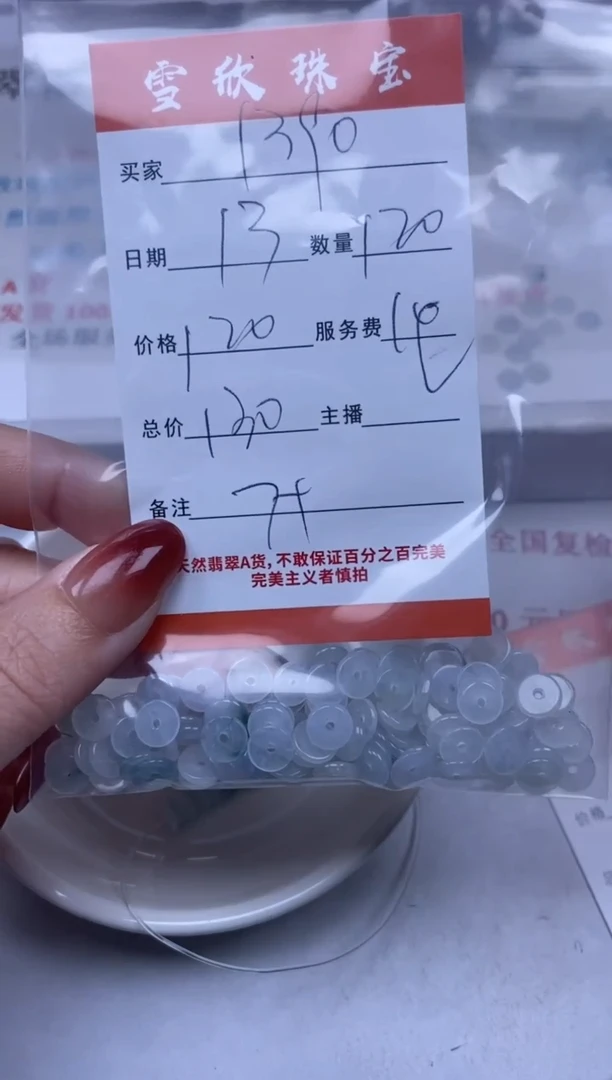 雪欣珠宝
买家 1390
日期 13 数量 120
价格 120 服务费 10
总价 130 主播
备注
天然翡翠A货,不敢保证百分之百完美
完美主义者慎拍
全国复检